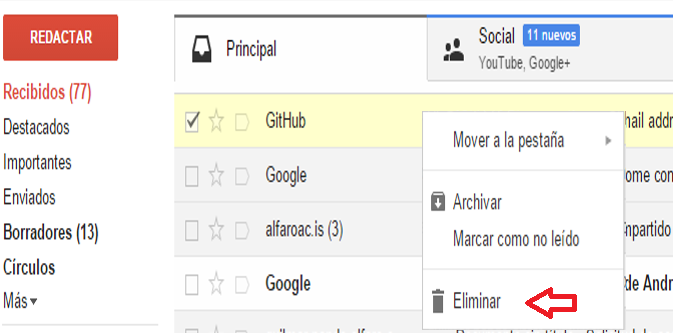 REDACTAR
Recibidos (77)
Destacados
Importantes
Enviados
Borradores (13)
Círculos
Más
Principal
Social 11 nuevos
YouTube, Google+
GitHub
Google
alfaroac.is (3)
Google
Mover a la pestaña
Archivar
Marcar como no leído
Eliminar